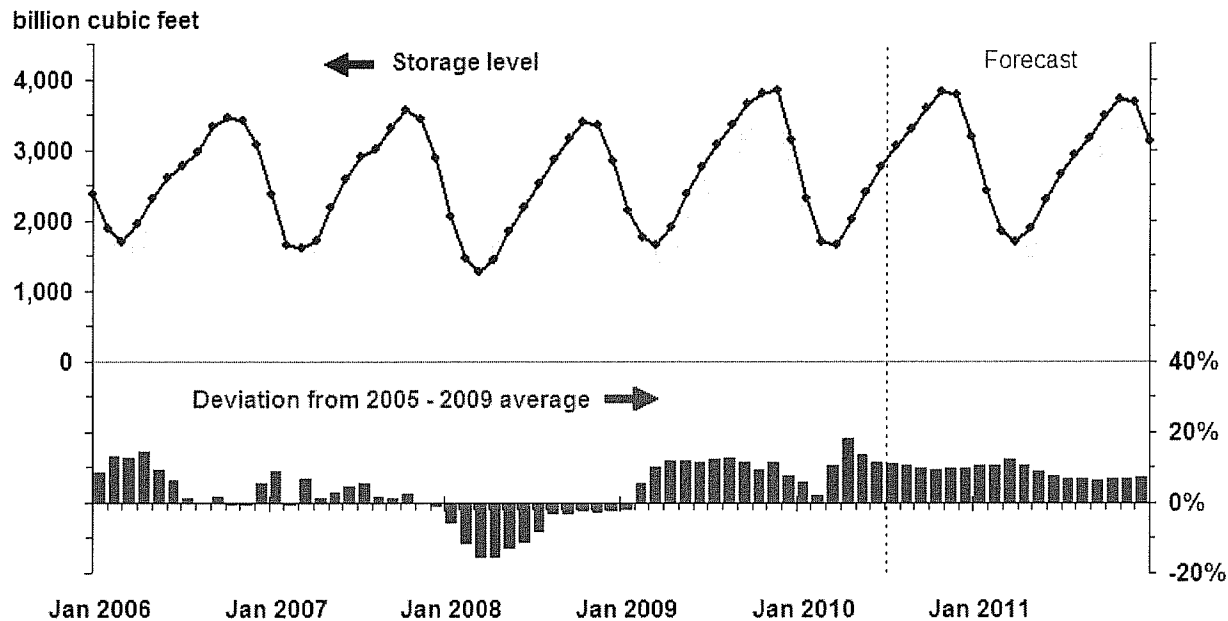 billion cubic feet
Storage level
Forecast
4,000
3,000
2,000
1,000
0
40%
Deviation from 2005 - 2009 average
20%
0%
-20%
Jan 2006 Jan 2007 Jan 2008 Jan 2009 Jan 2010 Jan 2011